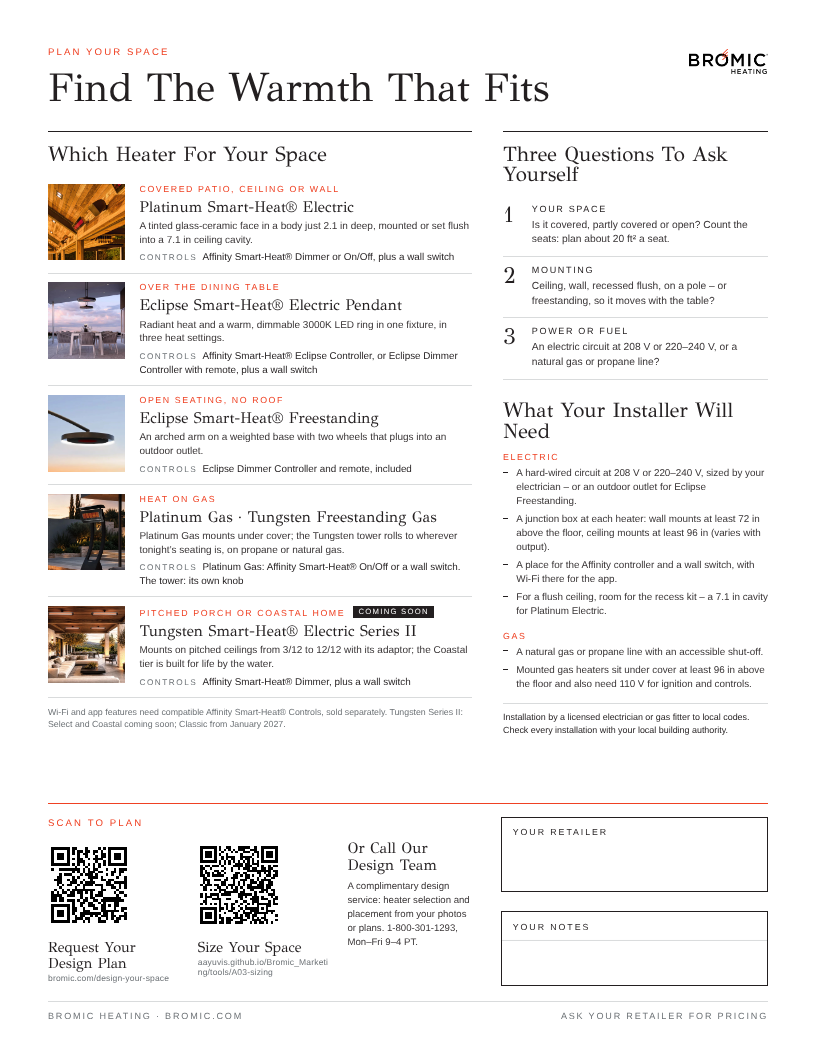 PLAN YOUR SPACE
Find The Warmth That Fits
BROMIC
HEATING
Which Heater For Your Space
COVERED PATIO, CEILING OR WALL
Platinum Smart-Heat® Electric
A tinted glass-ceramic face in a body just 2.1 in deep, mounted or set flush
into a 7.1 in ceiling cavity.
CONTROLS Affinity Smart-Heat® Dimmer or On/Off, plus a wall switch
OVER THE DINING TABLE
Eclipse Smart-Heat® Electric Pendant
Radiant heat and a warm, dimmable 3000K LED ring in one fixture, in
three heat settings.
CONTROLS Affinity Smart-Heat® Eclipse Controller, or Eclipse Dimmer
Controller with remote, plus a wall switch
OPEN SEATING, NO ROOF
Eclipse Smart-Heat® Freestanding
An arched arm on a weighted base with two wheels that plugs into an
outdoor outlet.
CONTROLS Eclipse Dimmer Controller and remote, included
HEAT ON GAS
Platinum Gas · Tungsten Freestanding Gas
Platinum Gas mounts under cover; the Tungsten tower rolls to wherever
tonight's seating is, on propane or natural gas.
CONTROLS Platinum Gas: Affinity Smart-Heat® On/Off or a wall switch.
The tower: its own knob
PITCHED PORCH OR COASTAL HOME COMING SOON
Tungsten Smart-Heat® Electric Series II
Mounts on pitched ceilings from 3/12 to 12/12 with its adaptor; the Coastal
tier is built for life by the water.
CONTROLS Affinity Smart-Heat® Dimmer, plus a wall switch
Wi-Fi and app features need compatible Affinity Smart-Heat® Controls, sold separately. Tungsten Series II:
Select and Coastal coming soon; Classic from January 2027.
Three Questions To Ask
Yourself
1
YOUR SPACE
Is it covered, partly covered or open? Count the
seats: plan about 20 ft² a seat.
2
MOUNTING
Ceiling, wall, recessed flush, on a pole – or
freestanding, so it moves with the table?
3
POWER OR FUEL
An electric circuit at 208 V or 220–240 V, or a
natural gas or propane line?
What Your Installer Will
Need
ELECTRIC
– A hard-wired circuit at 208 V or 220–240 V, sized by your
electrician – or an outdoor outlet for Eclipse
Freestanding.
– A junction box at each heater: wall mounts at least 72 in
above the floor, ceiling mounts at least 96 in (varies with
output).
– A place for the Affinity controller and a wall switch, with
Wi-Fi there for the app.
– For a flush ceiling, room for the recess kit – a 7.1 in cavity
for Platinum Electric.
GAS
– A natural gas or propane line with an accessible shut-off.
– Mounted gas heaters sit under cover at least 96 in above
the floor and also need 110 V for ignition and controls.
Installation by a licensed electrician or gas fitter to local codes.
Check every installation with your local building authority.
SCAN TO PLAN
Request Your
Design Plan
bromic.com/design-your-space
Size Your Space
aayuvis.github.io/Bromic_Marketi
ng/tools/A03-sizing
Or Call Our
Design Team
A complimentary design
service: heater selection and
placement from your photos
or plans. 1-800-301-1293,
Mon–Fri 9–4 PT.
YOUR RETAILER
YOUR NOTES
BROMIC HEATING · BROMIC.COM
ASK YOUR RETAILER FOR PRICING